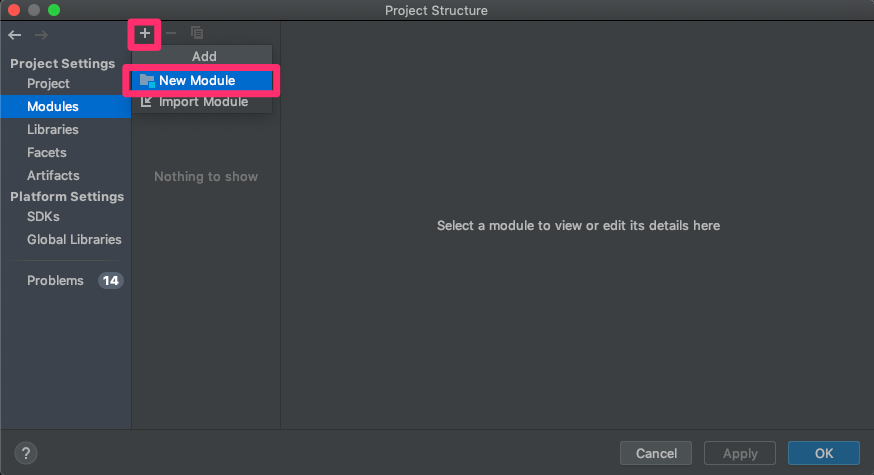 Project Structure
+
Add
New Module
Import Module
Project Settings
Project
Modules
Libraries
Facets
Artifacts
Platform Settings
SDKs
Global Libraries
Problems 14
Nothing to show
Select a module to view or edit its details here
?
Cancel
Apply
OK